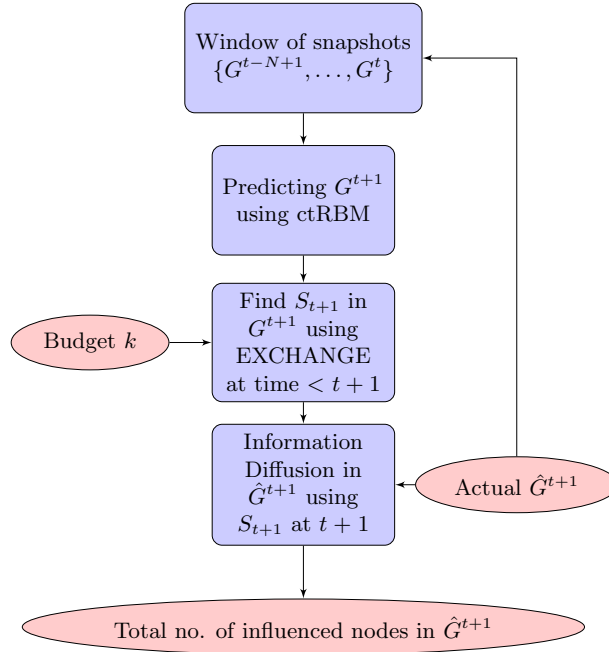 Window of snapshots
{G^{t−N+1}, . . . , G^t}
Predicting G^{t+1}
using ctRBM
Find S_{t+1} in
G^{t+1} using
EXCHANGE
at time < t + 1
Budget k
Information
Diffusion in
Ĝ^{t+1} using
S_{t+1} at t + 1
Actual Ĝ^{t+1}
Total no. of influenced nodes in Ĝ^{t+1}